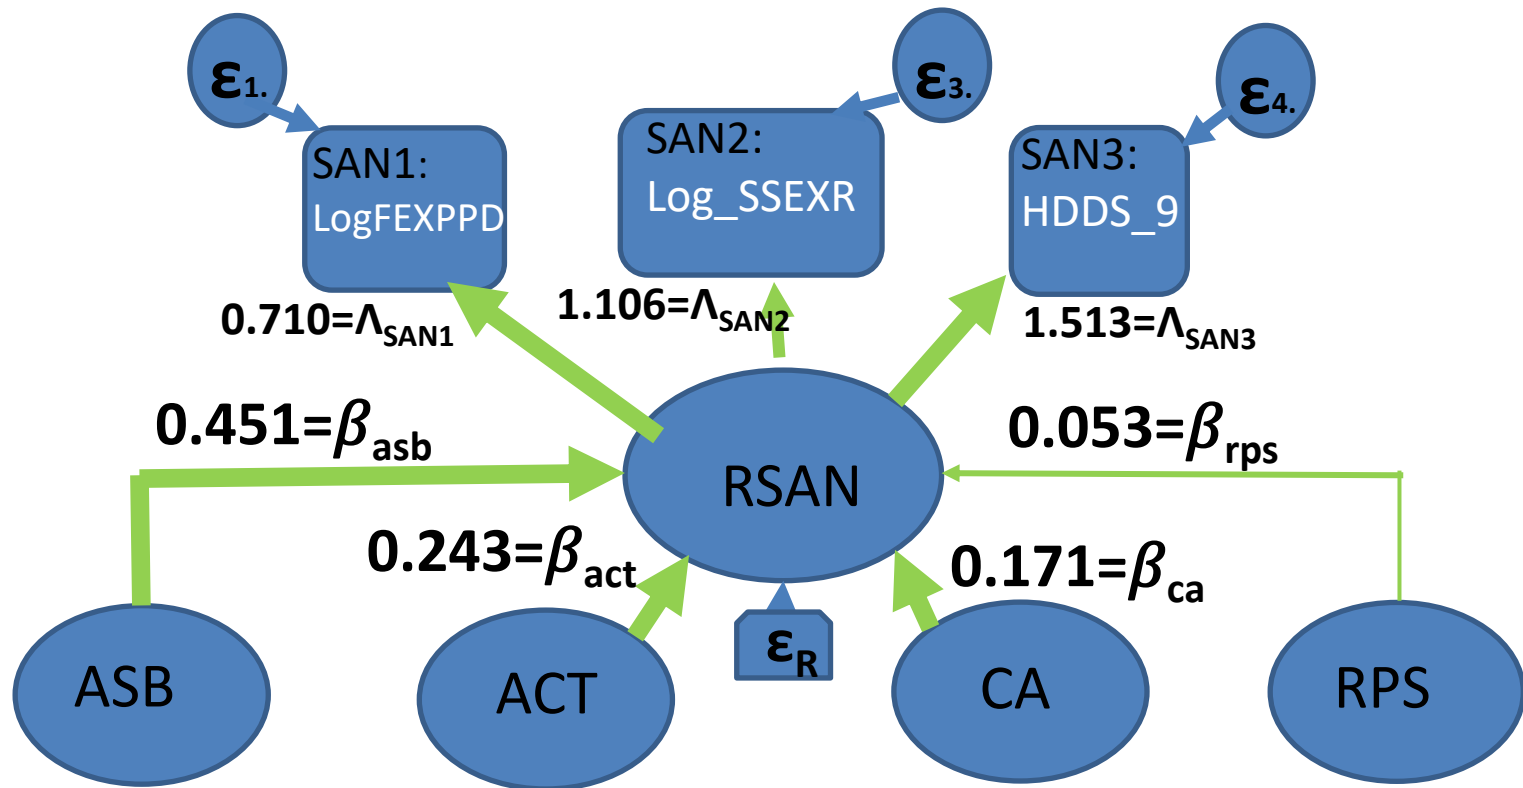 ε1.
ε3.
ε4.
SAN1:
LogFEXPPD
SAN2:
Log_SSEXR
SAN3:
HDDS_9
0.710=ΛSAN1
1.106=ΛSAN2
1.513=ΛSAN3
0.451=βasb
0.053=βrps
RSAN
0.243=βact
0.171=βca
εR
ASB
ACT
CA
RPS